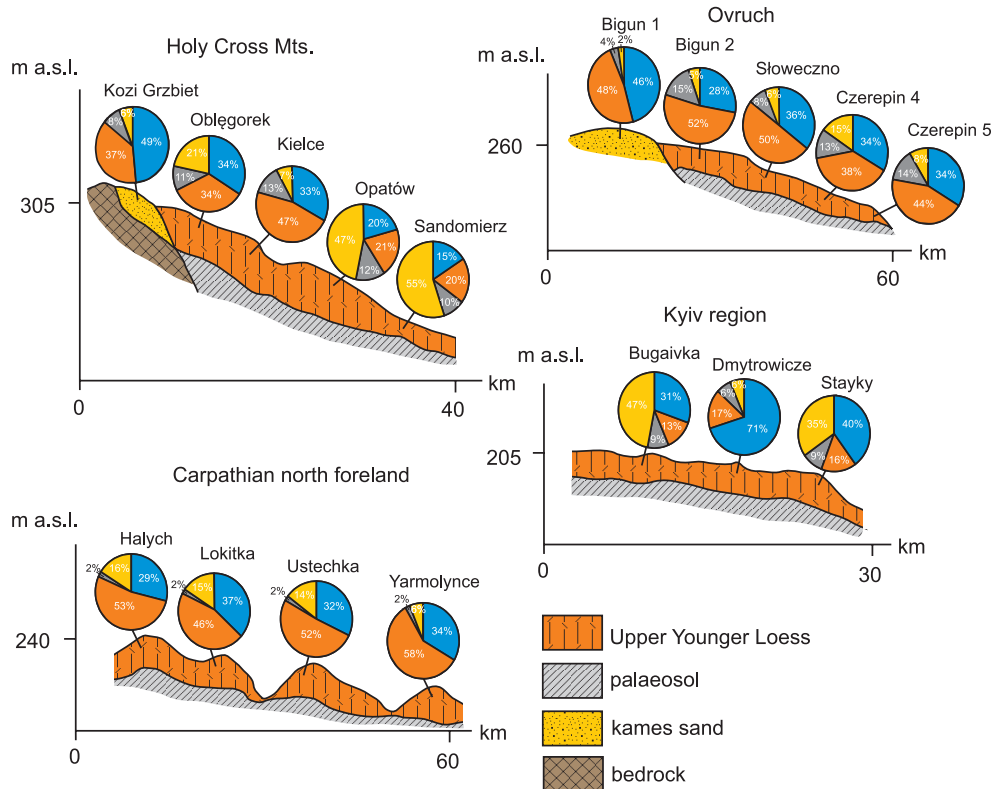 Holy Cross Mts.
m a.s.l.
Kozi Grzbiet
6%
8%
49%
37%
Oblęgorek
21%
34%
11%
34%
Kielce
7%
13%
33%
47%
Opatów
47%
20%
21%
12%
Sandomierz
15%
55%
20%
10%
305
km
0
40
Ovruch
m a.s.l.
Bigun 1
4%
2%
46%
48%
Bigun 2
5%
15%
28%
52%
Słoweczno
6%
8%
36%
50%
Czerepin 4
15%
34%
13%
38%
Czerepin 5
8%
14%
34%
44%
260
km
0
60
Kyiv region
m a.s.l.
Bugaivka
47%
31%
13%
9%
Dmytrowicze
6%
6%
17%
71%
Stayky
35%
40%
9%
16%
205
km
0
30
Carpathian north foreland
m a.s.l.
Halych
2%
16%
29%
53%
Lokitka
2%
15%
37%
46%
Ustechka
2%
14%
32%
52%
Yarmolynce
2%
6%
34%
58%
240
km
0
60
Upper Younger Loess
palaeosol
kames sand
bedrock